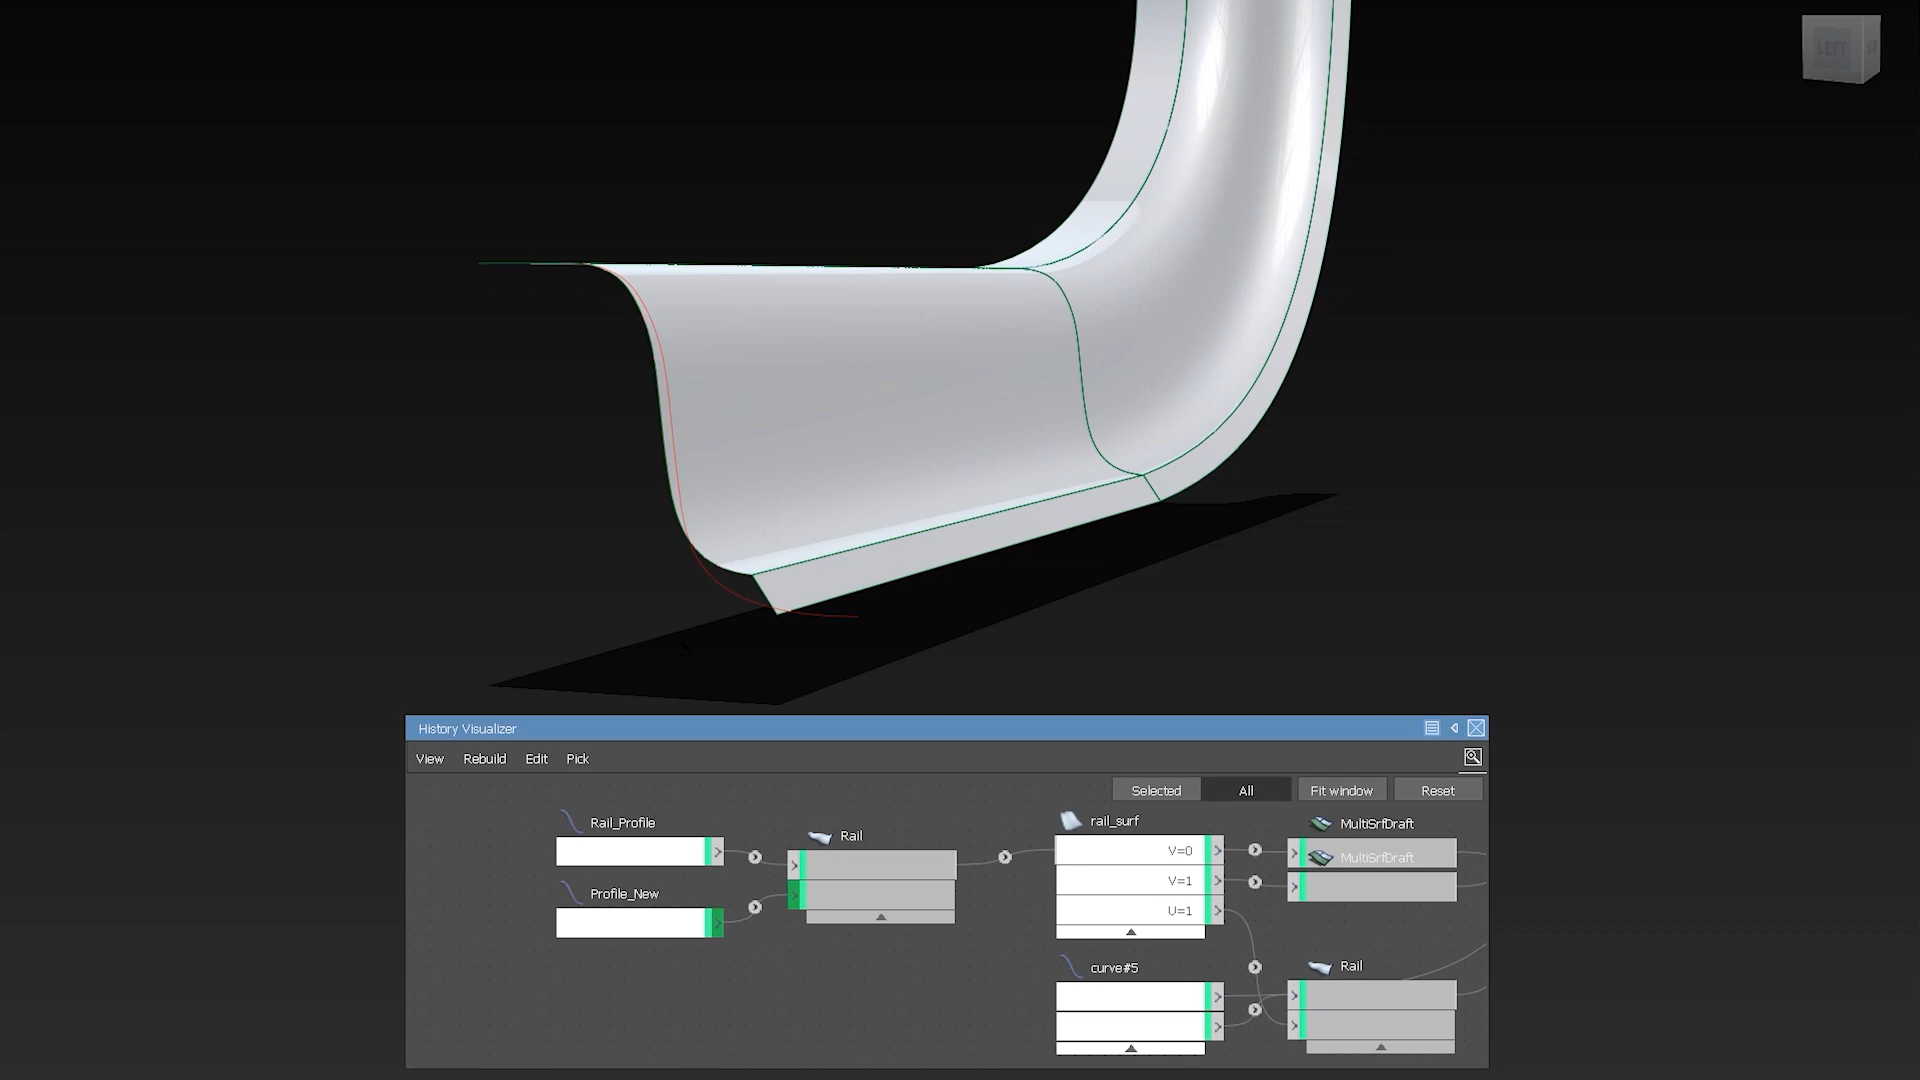 LEFT
History Visualizer
View Rebuild Edit Pick
Selected All Fit window Reset
Rail_Profile
Rail
rail_surf
MultiSrfDraft
V=0
MultiSrfDraft
V=1
Profile_New
U=1
curve#5
Rail